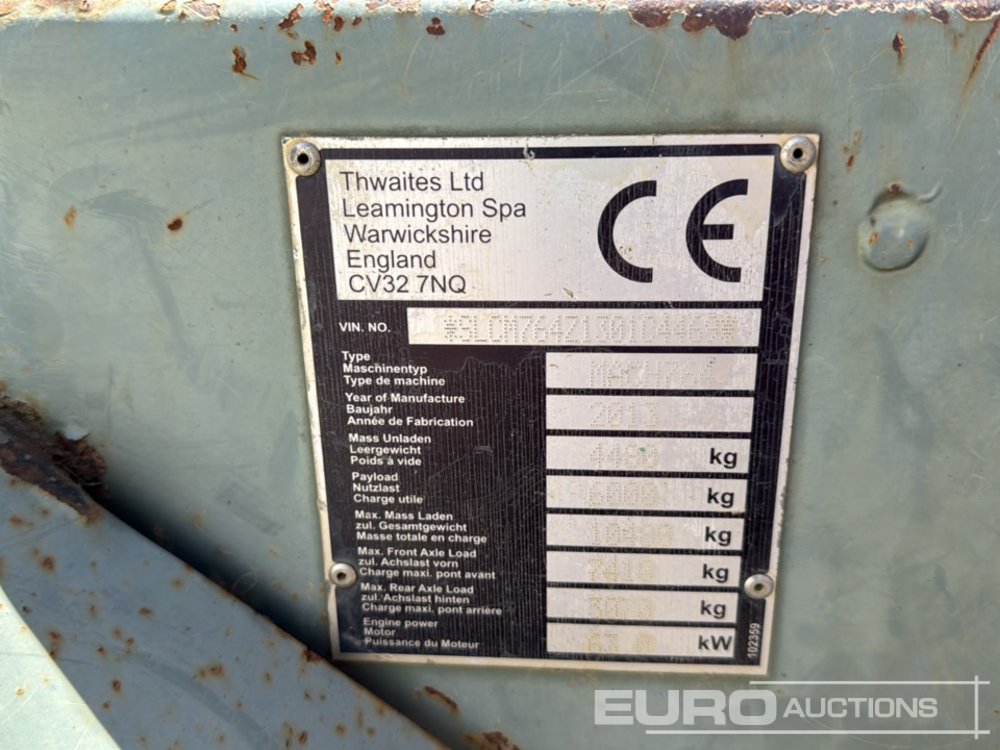 Thwaites Ltd
Leamington Spa
Warwickshire
England
CV32 7NQ
CE
VIN. NO.
Type
Maschinentyp
Type de machine
Year of Manufacture
Baujahr
Année de Fabrication
2013
Mass Unladen
Leergewicht
Poids à vide
kg
Payload
Nutzlast
Charge utile
6000 kg
Max. Mass Laden
zul. Gesamtgewicht
Masse totale en charge
kg
Max. Front Axle Load
zul. Achslast vorn
Charge maxi. pont avant
kg
Max. Rear Axle Load
zul. Achslast hinten
Charge maxi. pont arrière
kg
Engine power
Motor
Puissance du Moteur
kW
102359
EURO AUCTIONS